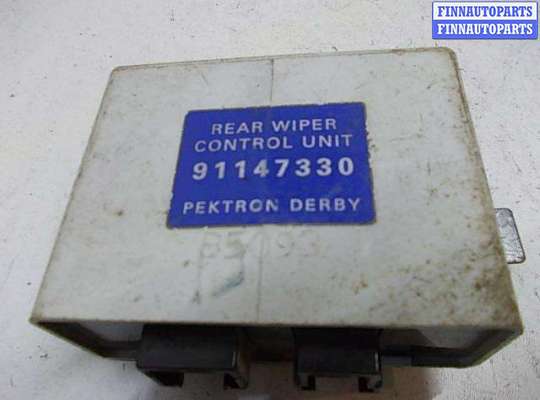 FINNAUTOPARTS
FINNAUTOPARTS
REAR WIPER
CONTROL UNIT
91147330
PEKTRON DERBY